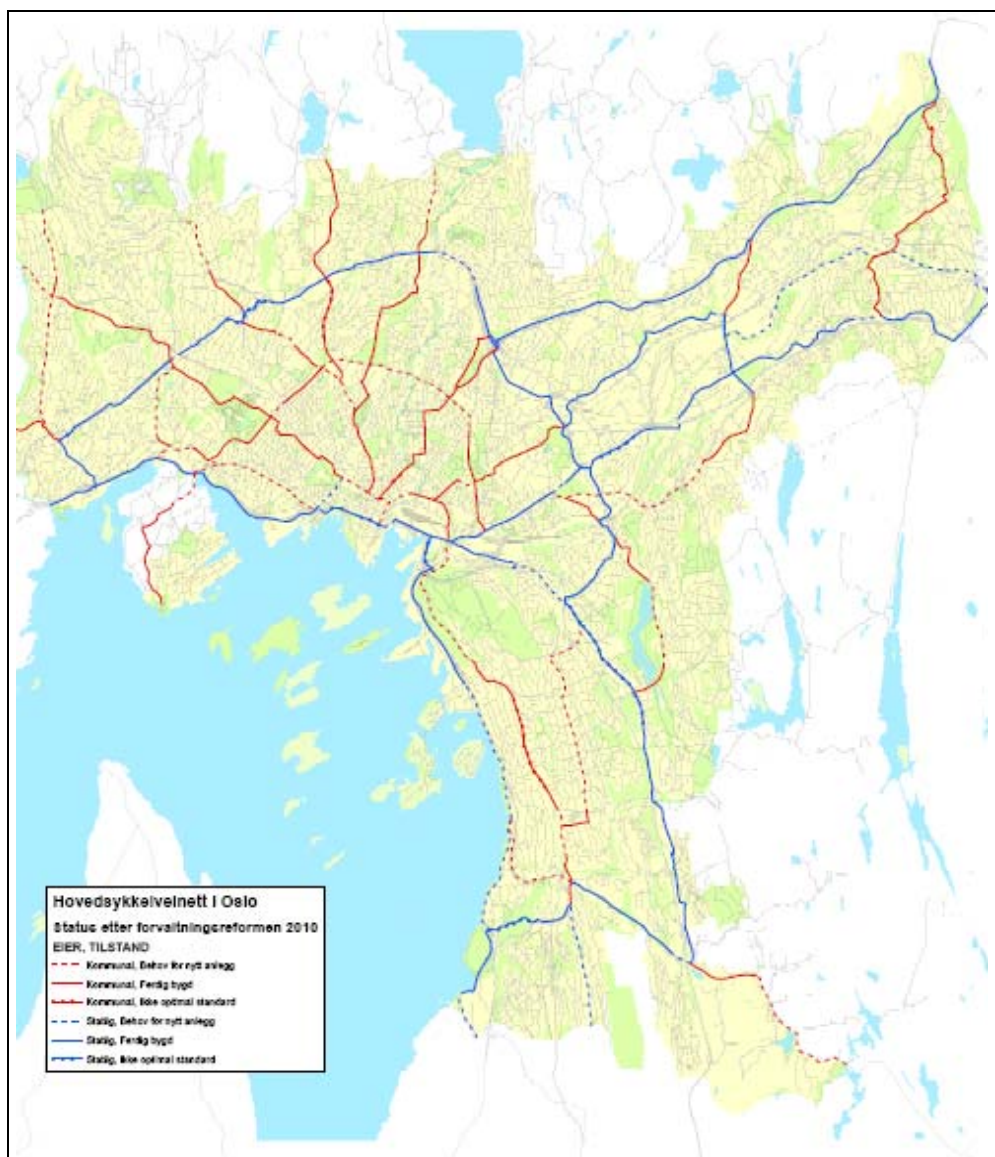 Hovedsykkelveinett i Oslo
Status etter forvaltningsreformen 2010
EIER, TILSTAND
Kommunal, Behov for nytt anlegg
Kommunal, Ferdig bygd
Kommunal, Ikke optimal standard
Statlig, Behov for nytt anlegg
Statlig, Ferdig bygd
Statlig, Ikke optimal standard